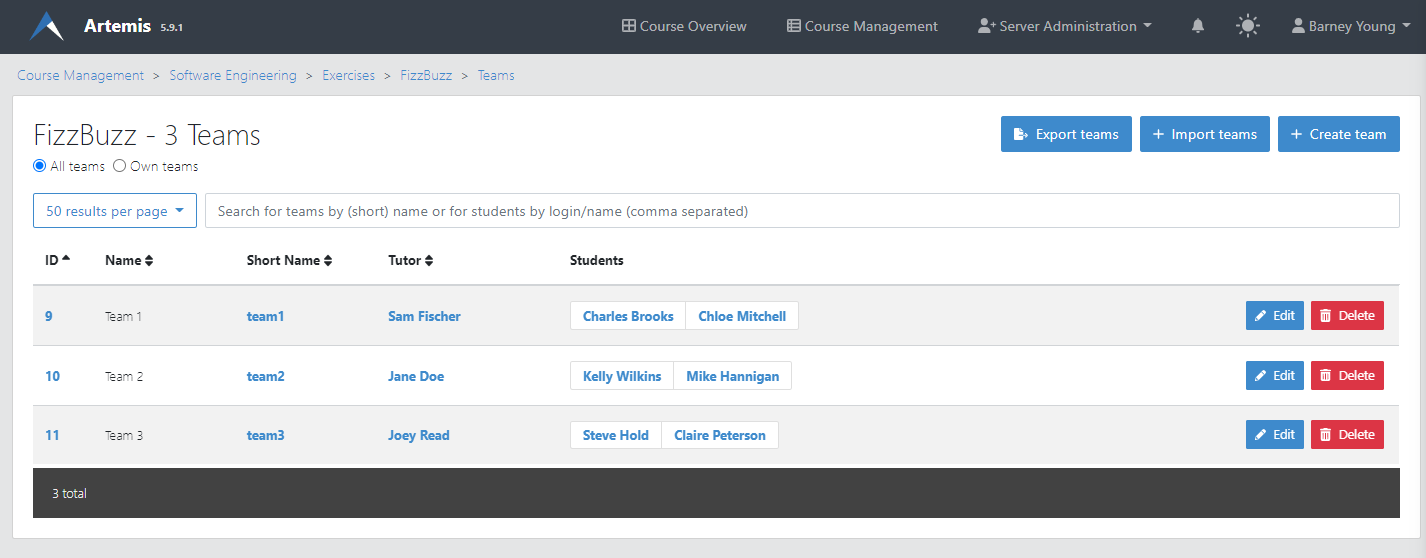 Artemis 5.9.1 Course Overview Course Management Server Administration Barney Young
Course Management > Software Engineering > Exercises > FizzBuzz > Teams
FizzBuzz - 3 Teams Export teams + Import teams + Create team
All teams Own teams
50 results per page Search for teams by (short) name or for students by login/name (comma separated)
ID Name Short Name Tutor Students
9 Team 1 team1 Sam Fischer Charles Brooks Chloe Mitchell Edit Delete
10 Team 2 team2 Jane Doe Kelly Wilkins Mike Hannigan Edit Delete
11 Team 3 team3 Joey Read Steve Hold Claire Peterson Edit Delete
3 total